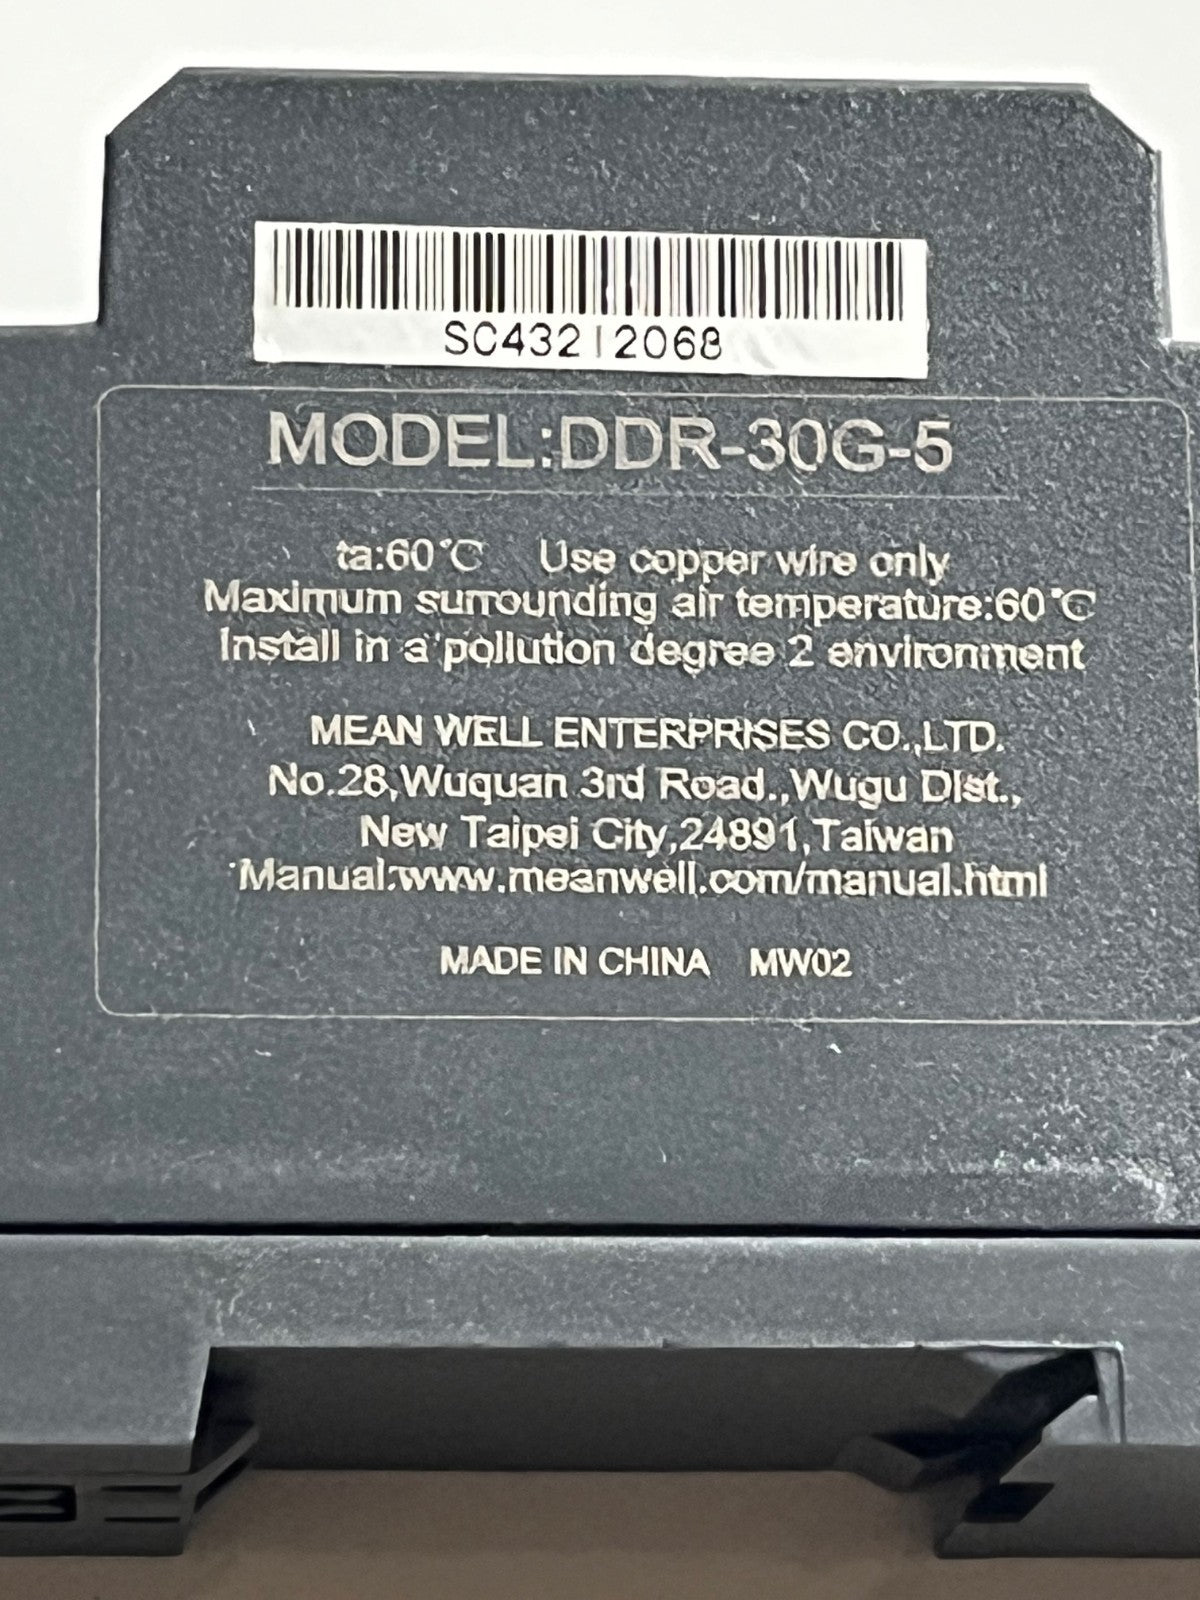 SC43212068
MODEL:DDR-30G-5
ta:60℃ Use copper wire only
Maximum surrounding air temperature:60℃
Install in a pollution degree 2 environment
MEAN WELL ENTERPRISES CO.,LTD.
No.28,Wuquan 3rd Road.,Wugu Dist.,
New Taipei City,24891,Taiwan
Manual:www.meanwell.com/manual.html
MADE IN CHINA MW02